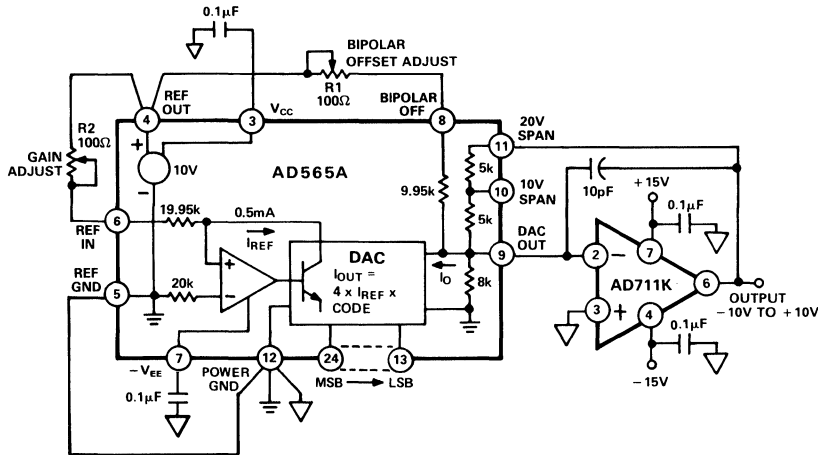 0.1μF
BIPOLAR
OFFSET ADJUST
R1
100Ω
REF
OUT
VCC
BIPOLAR
OFF
20V
SPAN
4
3
8
11
R2
100Ω
GAIN
ADJUST
+
10V
–
AD565A
9.95k
5k
10
10V
SPAN
5k
10pF
+15V
0.1μF
6
REF
IN
19.95k
0.5mA
IREF
DAC
OUT
9
2
–
7
REF
GND
5
20k
+
–
DAC
IOUT =
4 x IREF x
CODE
IO
8k
AD711K
6
OUTPUT
–10V TO +10V
3
+
4
0.1μF
–15V
7
12
24
13
–VEE
POWER
GND
MSB
LSB
0.1μF